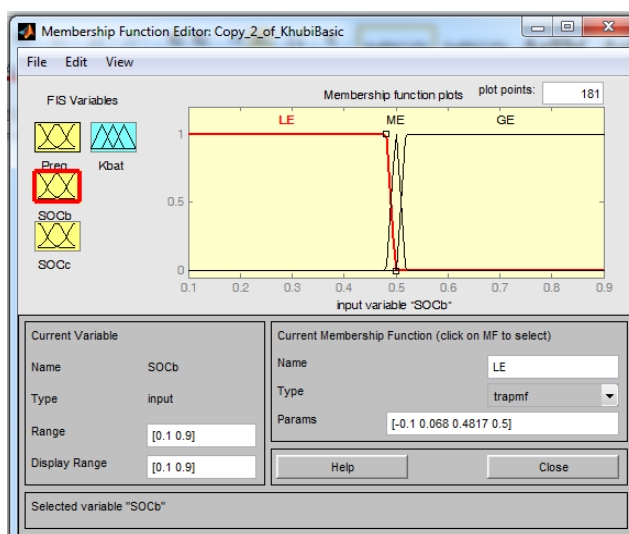 Membership Function Editor: Copy_2_of_KhubiBasic
File Edit View
FIS Variables
Membership function plots plot points: 181
LE ME GE
Preq Kbat
SOCb
SOCc
1
0.5
0
0.1 0.2 0.3 0.4 0.5 0.6 0.7 0.8 0.9
input variable "SOCb"
Current Variable
Name SOCb
Type input
Range [0.1 0.9]
Display Range [0.1 0.9]
Current Membership Function (click on MF to select)
Name LE
Type trapmf
Params [-0.1 0.068 0.4817 0.5]
Help Close
Selected variable "SOCb"